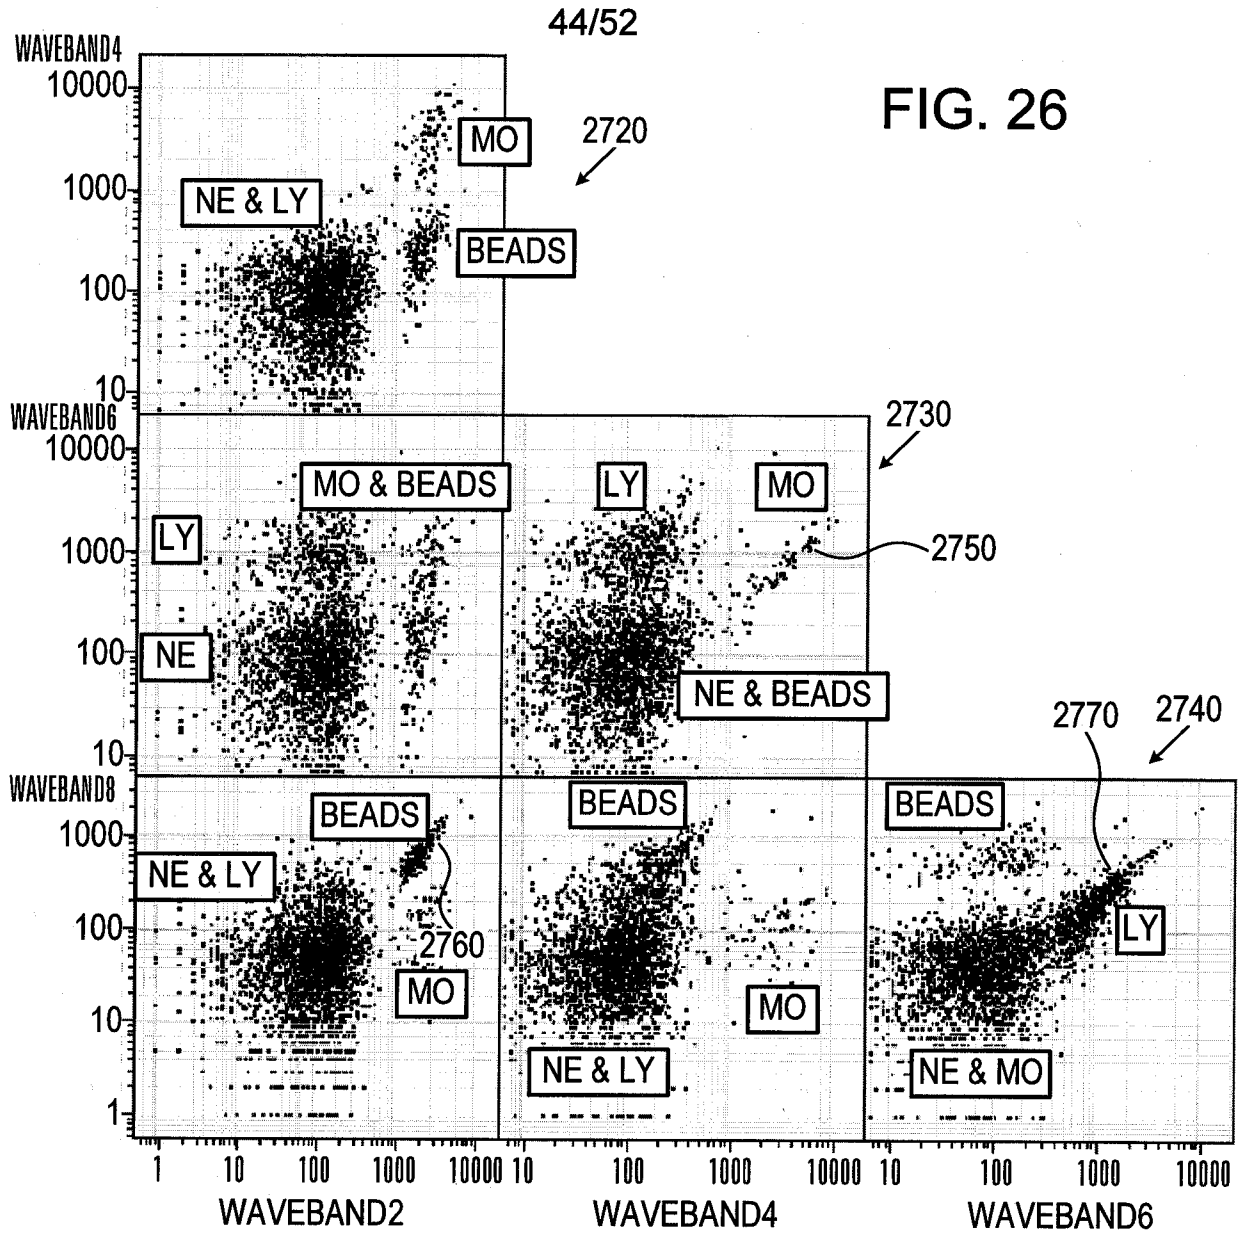 44/52
FIG. 26
WAVEBAND4
10000
1000
100
10
NE & LY
MO
BEADS
2720
WAVEBAND6
10000
1000
100
10
MO & BEADS
LY
NE
LY
MO
2750
NE & BEADS
2730
WAVEBAND8
1000
100
10
1
BEADS
NE & LY
2760
MO
BEADS
MO
NE & LY
BEADS
2770
2740
LY
NE & MO
1 10 100 1000 10000
10 100 1000 10000
10 100 1000 10000
WAVEBAND2
WAVEBAND4
WAVEBAND6